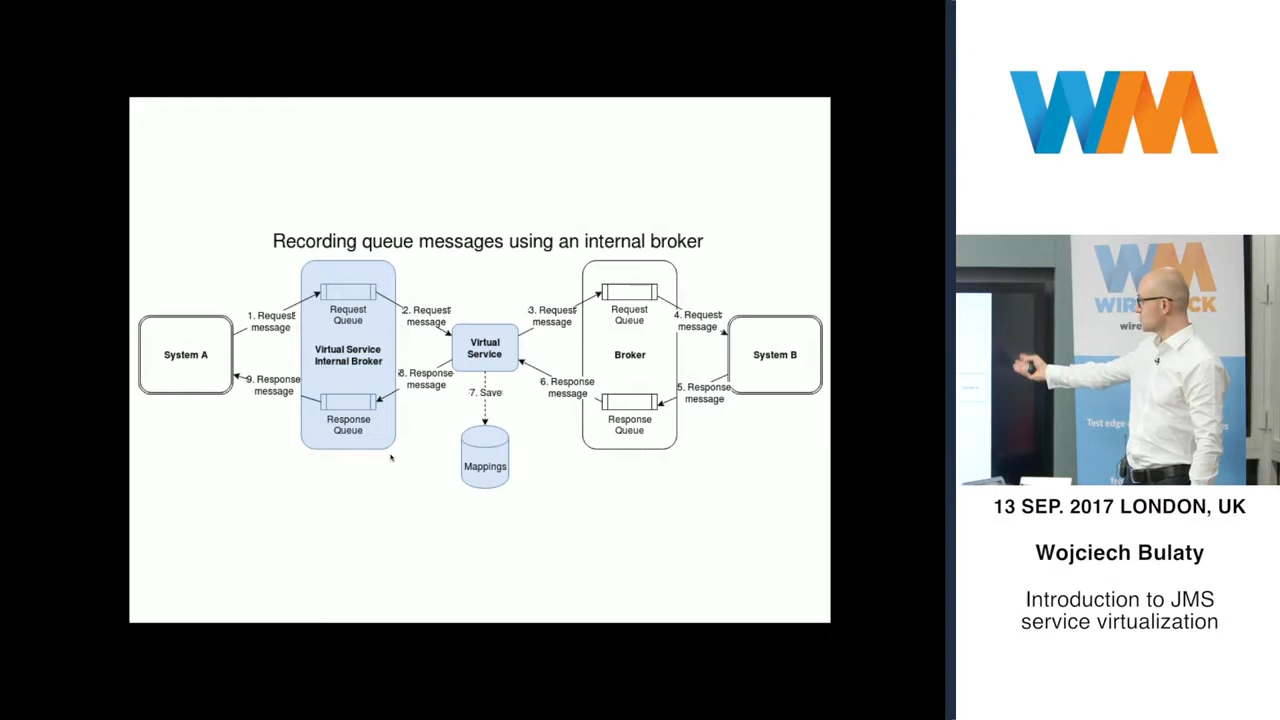 Recording queue messages using an internal broker
System A
1. Request
message
9. Response
message
Request
Queue
Virtual Service
Internal Broker
Response
Queue
2. Request
message
8. Response
message
Virtual
Service
7. Save
Mappings
3. Request
message
6. Response
message
Request
Queue
Broker
Response
Queue
4. Request
message
5. Response
message
System B
WM
WM
Test edge
13 SEP. 2017 LONDON, UK
Wojciech Bulaty
Introduction to JMS
service virtualization